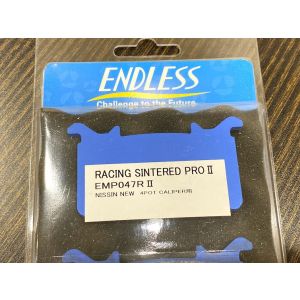 ENDLESS
Challenge to the Future
RACING SINTERED PRO Ⅱ
EMP047R Ⅱ
NISSIN NEW 4POT CALIPER用